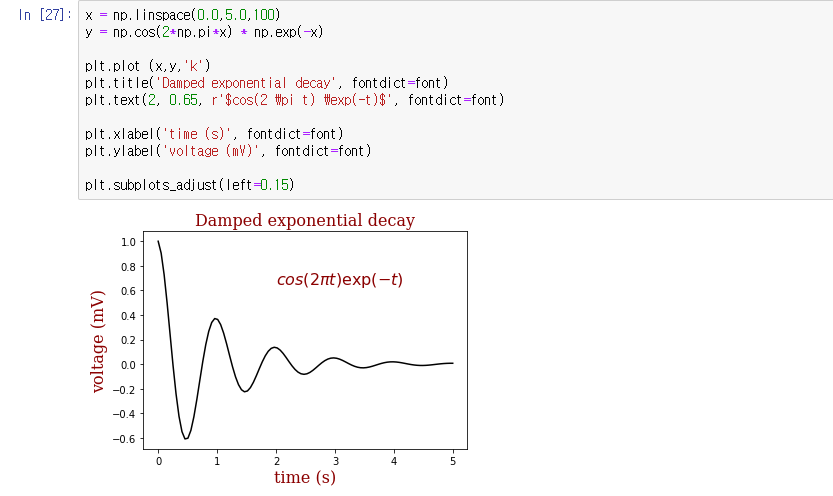 In [27]:
x = np.linspace(0.0,5.0,100)
y = np.cos(2*np.pi*x) * np.exp(-x)
plt.plot (x,y,'k')
plt.title('Damped exponential decay', fontdict=font)
plt.text(2, 0.65, r'$cos(2 ₩pi t) ₩exp(-t)$', fontdict=font)
plt.xlabel('time (s)', fontdict=font)
plt.ylabel('voltage (mV)', fontdict=font)
plt.subplots_adjust(left=0.15)
Damped exponential decay
cos(2πt)exp(−t)
voltage (mV)
1.0
0.8
0.6
0.4
0.2
0.0
−0.2
−0.4
−0.6
0 1 2 3 4 5
time (s)